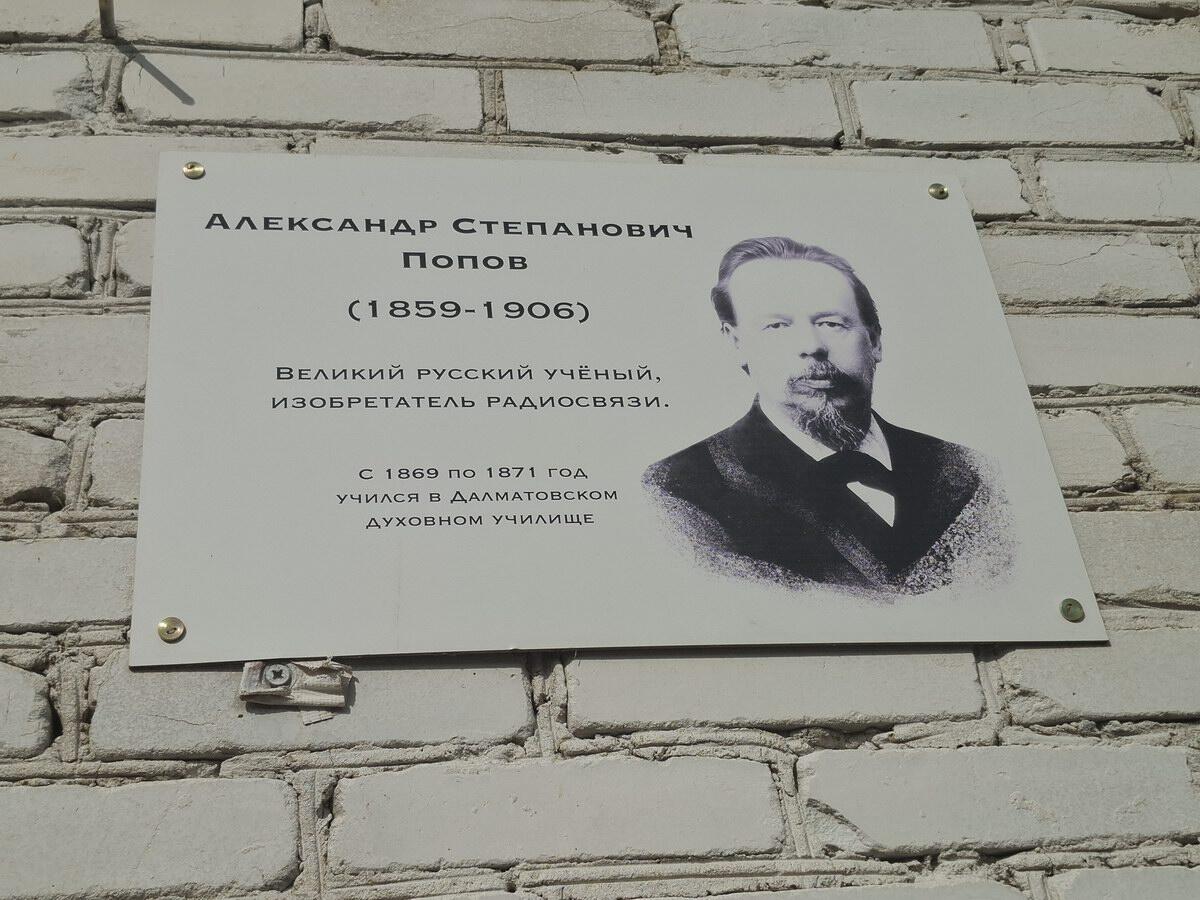 Александр Степанович
Попов
(1859-1906)
Великий русский учёный,
изобретатель радиосвязи.
с 1869 по 1871 год
учился в Далматовском
духовном училище